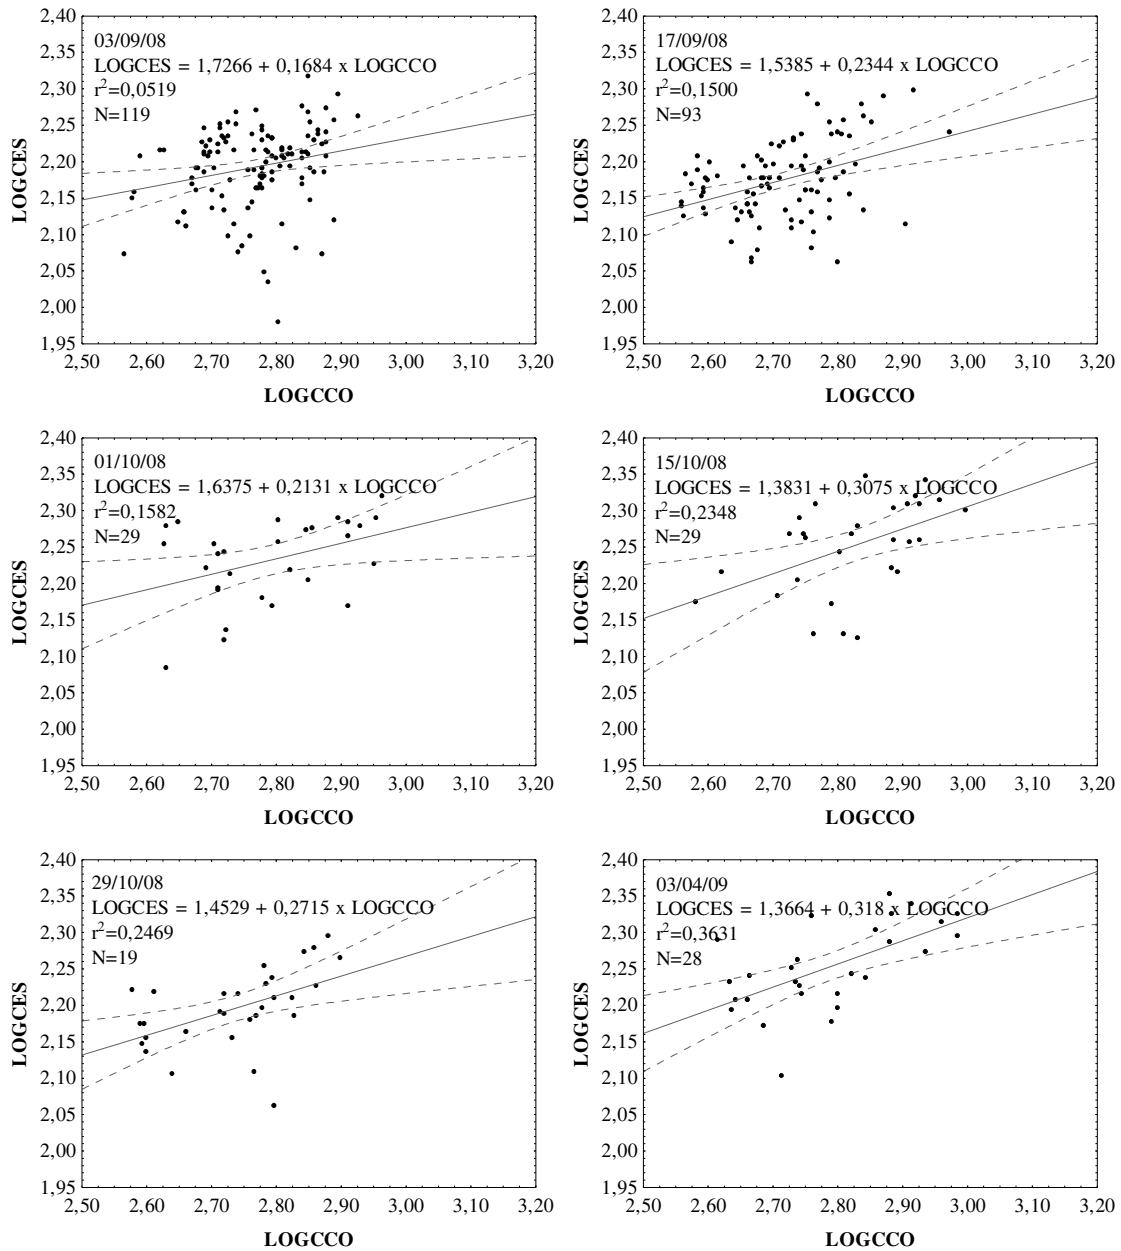 2,40
2,35
2,30
2,25
2,20
2,15
2,10
2,05
2,00
1,95
LOGCES
03/09/08
LOGCES = 1,7266 + 0,1684 x LOGCCO
r²=0,0519
N=119
2,50 2,60 2,70 2,80 2,90 3,00 3,10 3,20
LOGCCO
2,40
2,35
2,30
2,25
2,20
2,15
2,10
2,05
2,00
1,95
LOGCES
17/09/08
LOGCES = 1,5385 + 0,2344 x LOGCCO
r²=0,1500
N=93
2,50 2,60 2,70 2,80 2,90 3,00 3,10 3,20
LOGCCO
2,40
2,35
2,30
2,25
2,20
2,15
2,10
2,05
2,00
1,95
LOGCES
01/10/08
LOGCES = 1,6375 + 0,2131 x LOGCCO
r²=0,1582
N=29
2,50 2,60 2,70 2,80 2,90 3,00 3,10 3,20
LOGCCO
2,40
2,35
2,30
2,25
2,20
2,15
2,10
2,05
2,00
1,95
LOGCES
15/10/08
LOGCES = 1,3831 + 0,3075 x LOGCCO
r²=0,2348
N=29
2,50 2,60 2,70 2,80 2,90 3,00 3,10 3,20
LOGCCO
2,40
2,35
2,30
2,25
2,20
2,15
2,10
2,05
2,00
1,95
LOGCES
29/10/08
LOGCES = 1,4529 + 0,2715 x LOGCCO
r²=0,2469
N=19
2,50 2,60 2,70 2,80 2,90 3,00 3,10 3,20
LOGCCO
2,40
2,35
2,30
2,25
2,20
2,15
2,10
2,05
2,00
1,95
LOGCES
03/04/09
LOGCES = 1,3664 + 0,318 x LOGCCO
r²=0,3631
N=28
2,50 2,60 2,70 2,80 2,90 3,00 3,10 3,20
LOGCCO